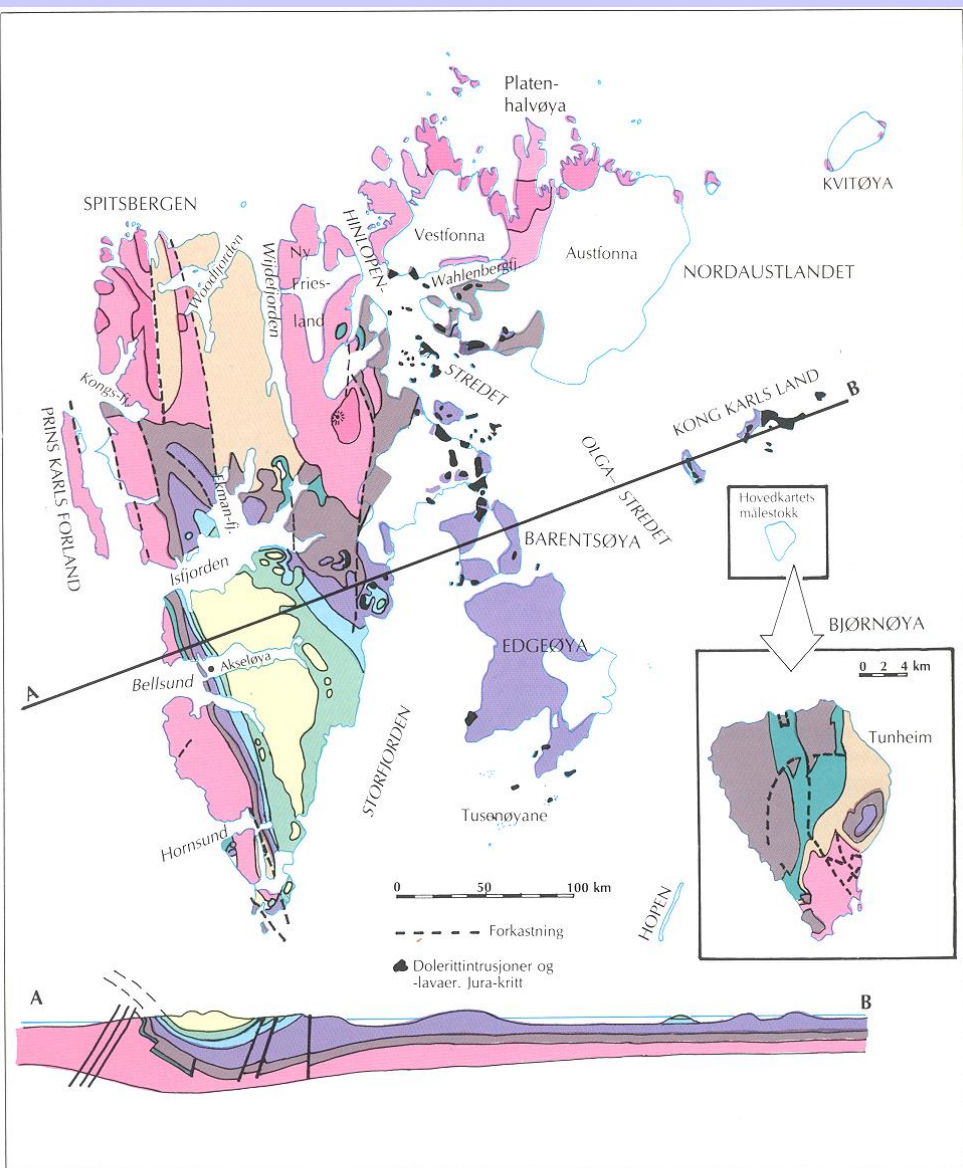 Platen-
halvøya
KVITØYA
SPITSBERGEN
HINLOPEN-
STREDET
Vestfonna
Austfonna
Woodfjorden
Wijdefjorden
Ny
Fries-
land
Wahlenbergfj.
NORDAUSTLANDET
Kongs-fj.
PRINS KARLS FORLAND
KONG KARLS LAND
B
OLGA-
STREDET
Ekman-fj.
Hovedkartets
målestokk
BARENTSØYA
Isfjorden
BJØRNØYA
EDGEØYA
Akseløya
0 2 4 km
A
Bellsund
Tunheim
STORFJORDEN
Tusenøyane
Hornsund
0 50 100 km
HOPEN
Forkastning
Dolerittintrusjoner og
-lavaer. Jura-kritt
A
B